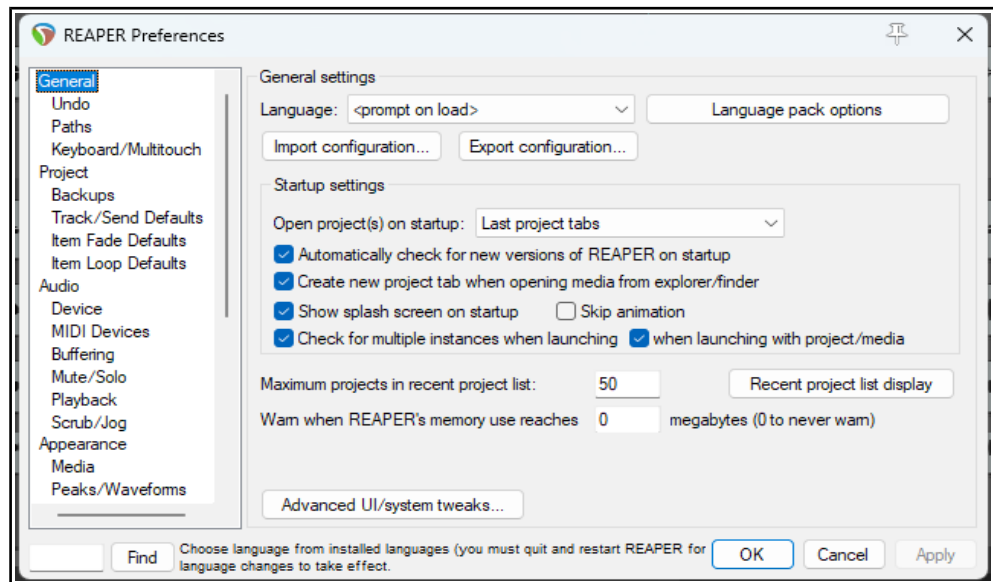 REAPER Preferences
General
Undo
Paths
Keyboard/Multitouch
Project
Backups
Track/Send Defaults
Item Fade Defaults
Item Loop Defaults
Audio
Device
MIDI Devices
Buffering
Mute/Solo
Playback
Scrub/Jog
Appearance
Media
Peaks/Waveforms
General settings
Language: <prompt on load> Language pack options
Import configuration... Export configuration...
Startup settings
Open project(s) on startup: Last project tabs
Automatically check for new versions of REAPER on startup
Create new project tab when opening media from explorer/finder
Show splash screen on startup Skip animation
Check for multiple instances when launching when launching with project/media
Maximum projects in recent project list: 50 Recent project list display
Warn when REAPER's memory use reaches 0 megabytes (0 to never warn)
Advanced UI/system tweaks...
Find
Choose language from installed languages (you must quit and restart REAPER for
language changes to take effect.
OK Cancel Apply